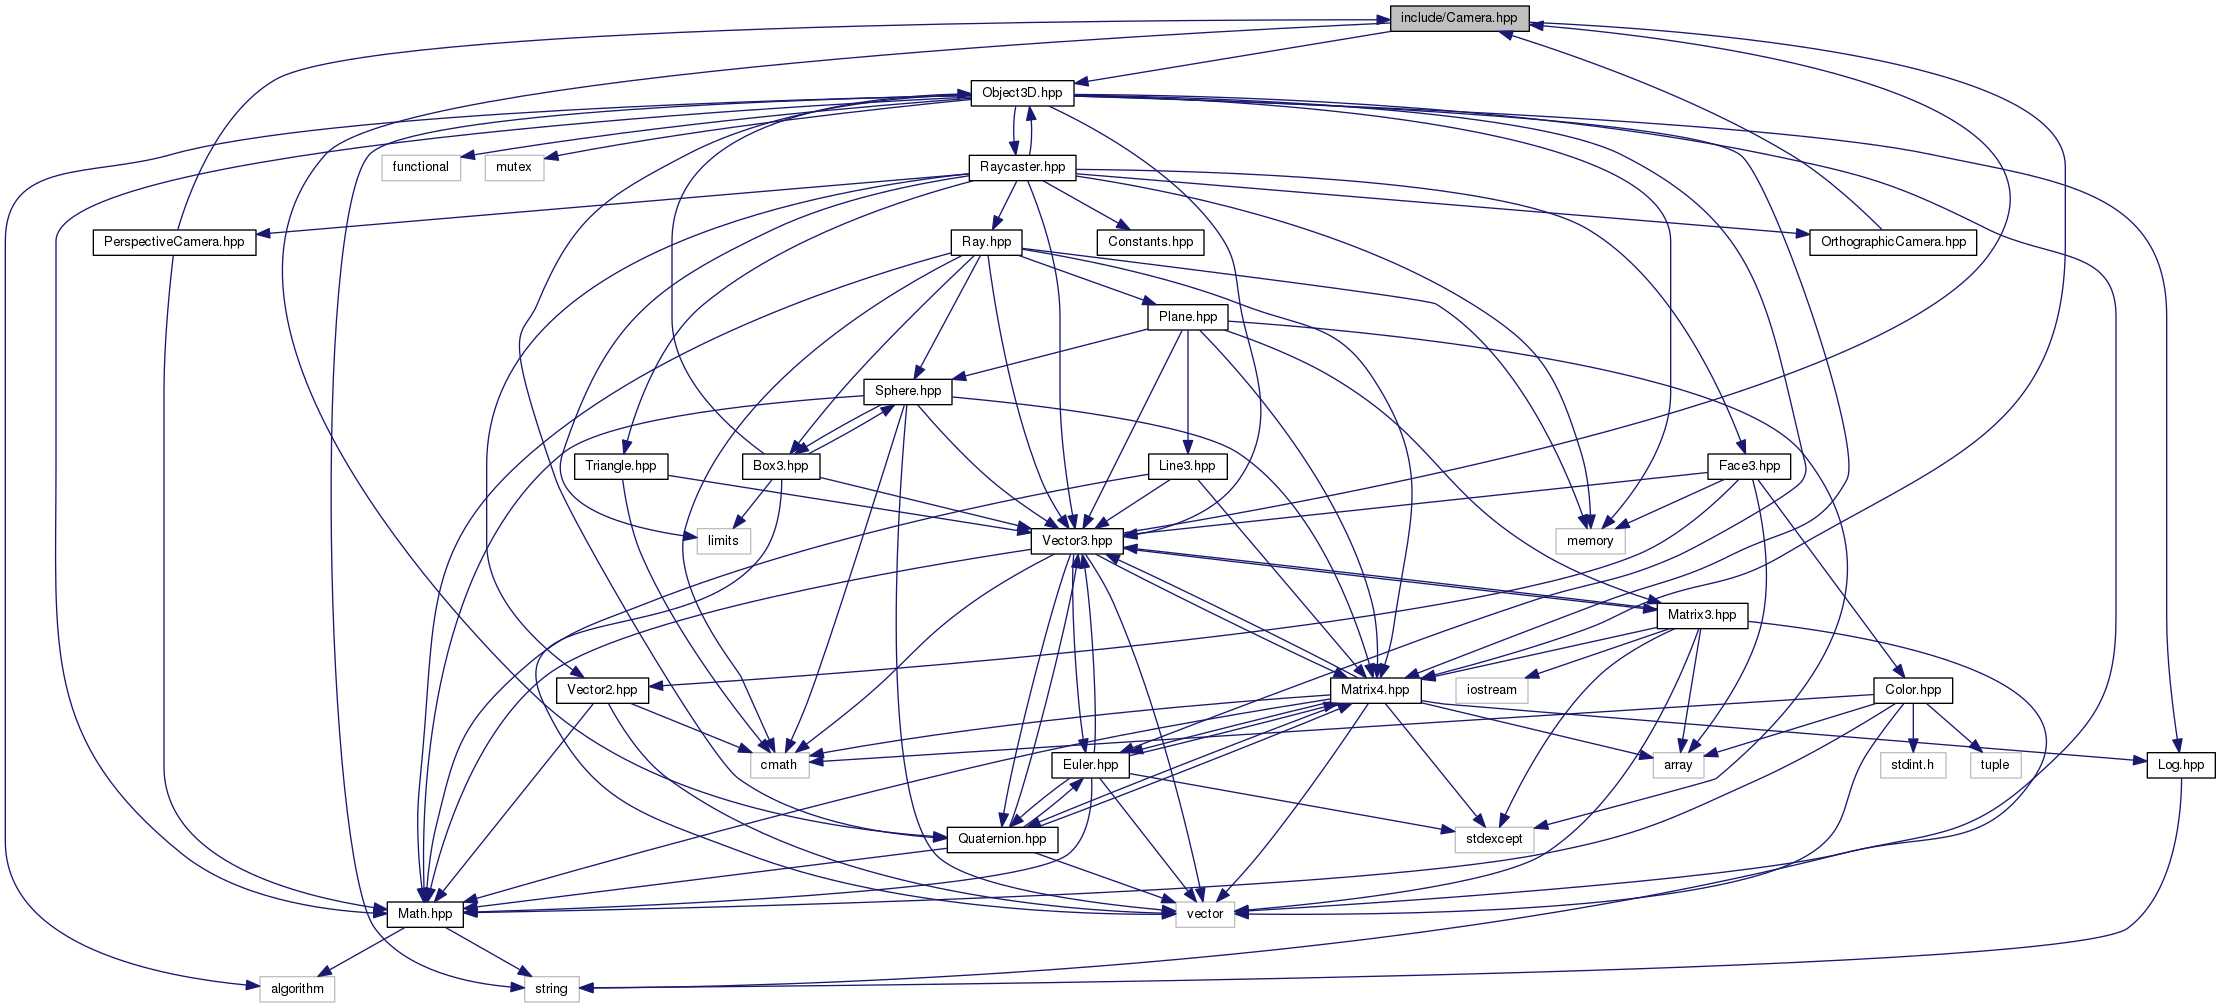 include/Camera.hpp
Object3D.hpp
functional
mutex
Raycaster.hpp
PerspectiveCamera.hpp
Ray.hpp
Constants.hpp
OrthographicCamera.hpp
Plane.hpp
Sphere.hpp
Triangle.hpp
Box3.hpp
Line3.hpp
Face3.hpp
limits
Vector3.hpp
memory
Matrix3.hpp
Vector2.hpp
Matrix4.hpp
iostream
Color.hpp
cmath
Euler.hpp
array
stdint.h
tuple
Log.hpp
Quaternion.hpp
stdexcept
Math.hpp
vector
algorithm
string